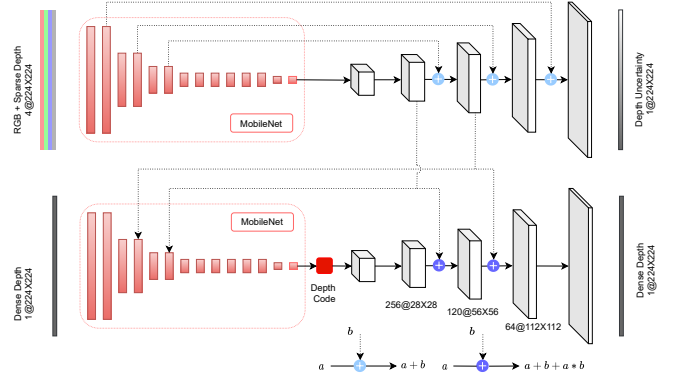 RGB + Sparse Depth
4@224X224
MobileNet
Depth Uncertainty
1@224X224
Dense Depth
1@224X224
MobileNet
Depth
Code
256@28X28
120@56X56
64@112X112
Dense Depth
1@224X224
b
a
a + b
b
a
a + b + a * b